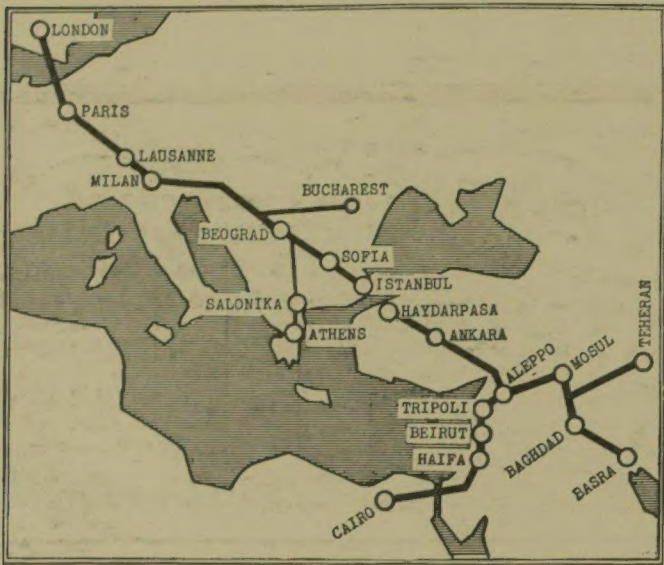 LONDON
PARIS
LAUSANNE
MILAN
BUCHAREST
BEOGRAD
SOFIA
ISTANBUL
SALONIKA
HAYDARPASA
ATHENS
ANKARA
TEHERAN
ALEPPO
MOSUL
TRIPOLI
BEIRUT
HAIFA
BAGHDAD
BASRA
CAIRO